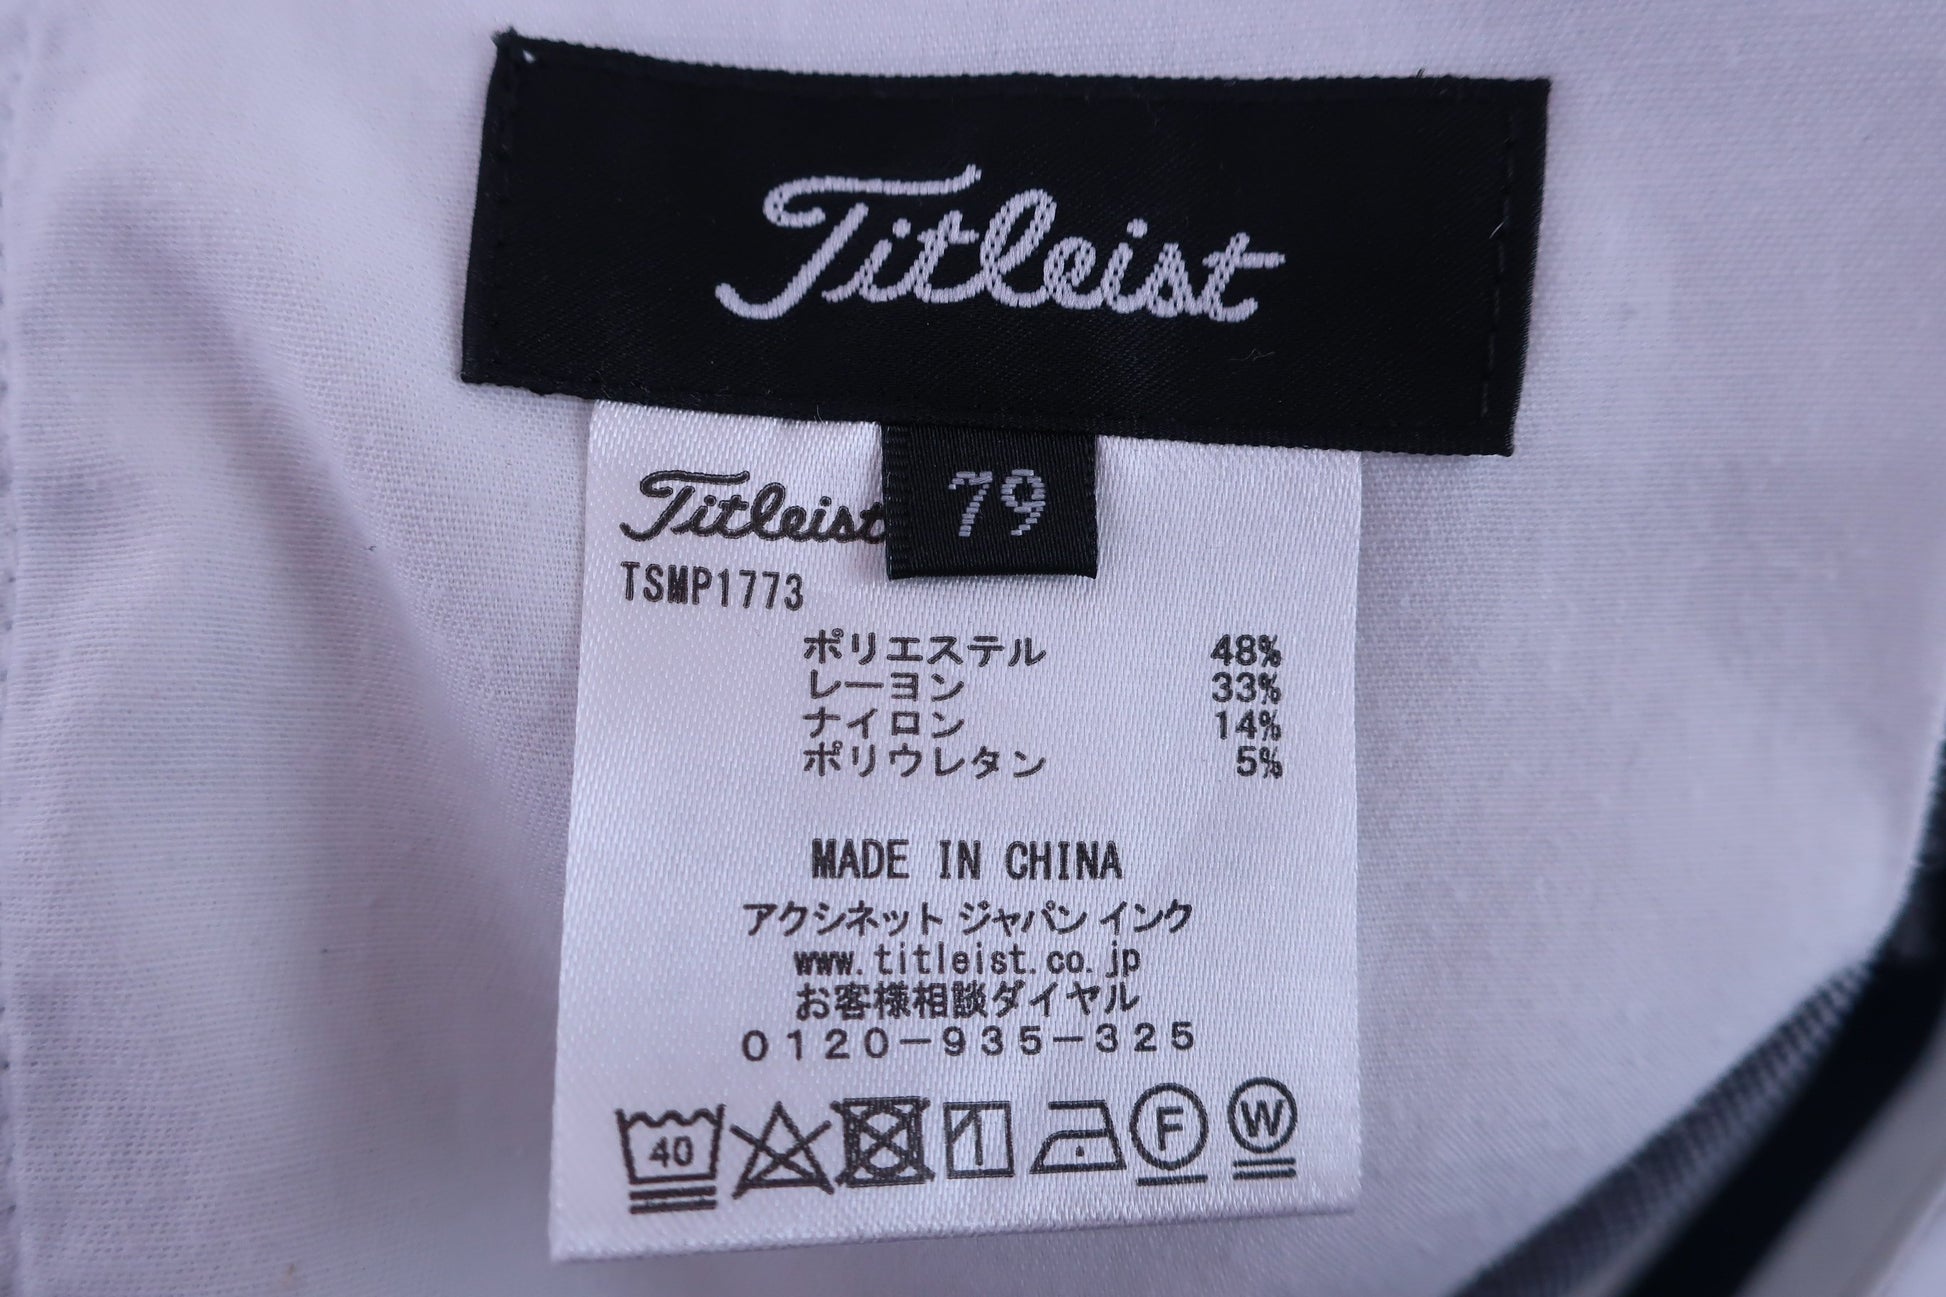 Titleist
79
Titleist
TSMP1773
ポリエステル 48%
レーヨン 33%
ナイロン 14%
ポリウレタン 5%
MADE IN CHINA
アクシネット ジャパン インク
www.titleist.co.jp
お客様相談ダイヤル
0120-935-325
40 F W